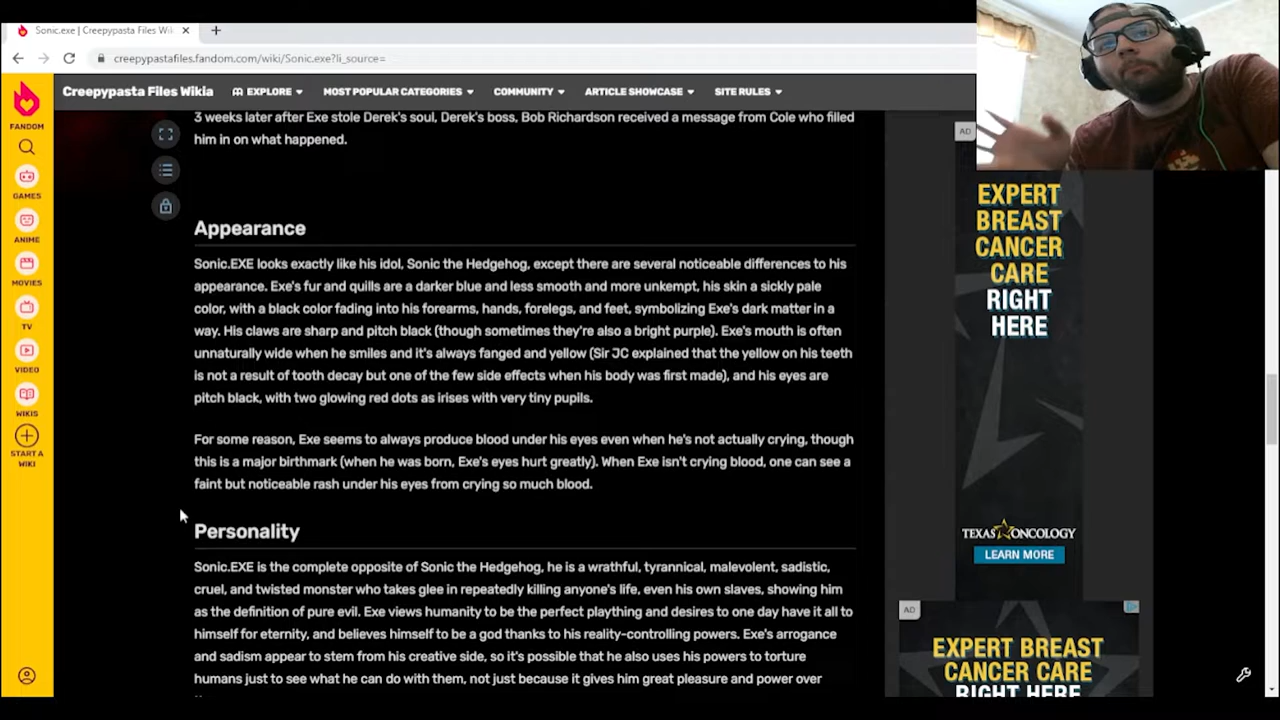 Sonic.exe | Creepypasta Files Wiki
creepypastafiles.fandom.com/wiki/Sonic.exe?li_source=
FANDOM
GAMES
ANIME
MOVIES
TV
VIDEO
WIKIS
START A
WIKI
Creepypasta Files Wikia
EXPLORE
MOST POPULAR CATEGORIES
COMMUNITY
ARTICLE SHOWCASE
SITE RULES
3 weeks later after Exe stole Derek's soul, Derek's boss, Bob Richardson received a message from Cole who filled
him in on what happened.
Appearance
Sonic.EXE looks exactly like his idol, Sonic the Hedgehog, except there are several noticeable differences to his
appearance. Exe's fur and quills are a darker blue and less smooth and more unkempt, his skin a sickly pale
color, with a black color fading into his forearms, hands, forelegs, and feet, symbolizing Exe's dark matter in a
way. His claws are sharp and pitch black (though sometimes they're also a bright purple). Exe's mouth is often
unnaturally wide when he smiles and it's always fanged and yellow (Sir JC explained that the yellow on his teeth
is not a result of tooth decay but one of the few side effects when his body was first made), and his eyes are
pitch black, with two glowing red dots as irises with very tiny pupils.
For some reason, Exe seems to always produce blood under his eyes even when he's not actually crying, though
this is a major birthmark (when he was born, Exe's eyes hurt greatly). When Exe isn't crying blood, one can see a
faint but noticeable rash under his eyes from crying so much blood.
Personality
Sonic.EXE is the complete opposite of Sonic the Hedgehog, he is a wrathful, tyrannical, malevolent, sadistic,
cruel, and twisted monster who takes glee in repeatedly killing anyone's life, even his own slaves, showing him
as the definition of pure evil. Exe views humanity to be the perfect plaything and desires to one day have it all to
himself for eternity, and believes himself to be a god thanks to his reality-controlling powers. Exe's arrogance
and sadism appear to stem from his creative side, so it's possible that he also uses his powers to torture
humans just to see what he can do with them, not just because it gives him great pleasure and power over
AD
EXPERT
BREAST
CANCER
CARE
RIGHT
HERE
TEXAS ONCOLOGY
LEARN MORE
AD
EXPERT BREAST
CANCER CARE
RIGHT HERE